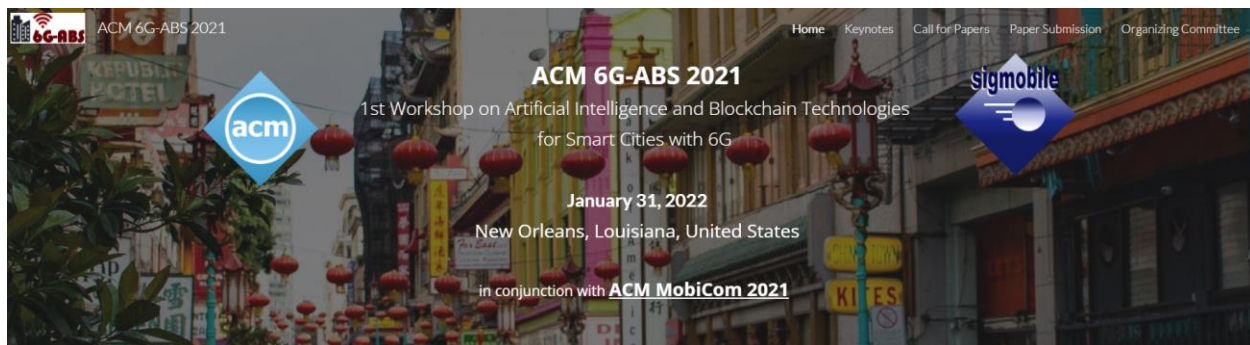 6G-ABS
ACM 6G-ABS 2021
Home Keynotes Call for Papers Paper Submission Organizing Committee
ACM 6G-ABS 2021
1st Workshop on Artificial Intelligence and Blockchain Technologies
for Smart Cities with 6G
acm
sigmobile
January 31, 2022
New Orleans, Louisiana, United States
in conjunction with ACM MobiCom 2021
HOTEL
Far East
KITES